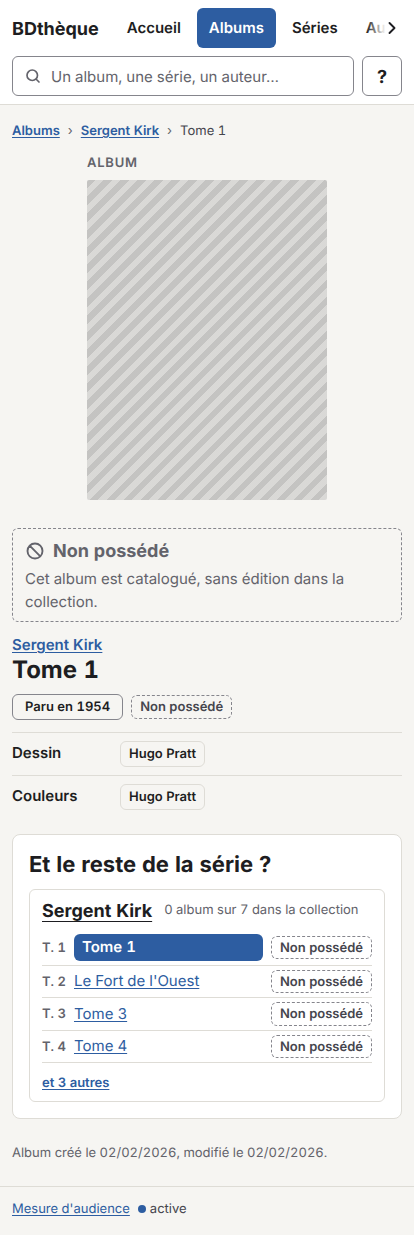 BDthèque Accueil Albums Séries
Un album, une série, un auteur... ?
Albums › Sergent Kirk › Tome 1
ALBUM
Non possédé
Cet album est catalogué, sans édition dans la
collection.
Sergent Kirk
Tome 1
Paru en 1954 Non possédé
Dessin Hugo Pratt
Couleurs Hugo Pratt
Et le reste de la série ?
Sergent Kirk 0 album sur 7 dans la collection
T. 1 Tome 1 Non possédé
T. 2 Le Fort de l'Ouest Non possédé
T. 3 Tome 3 Non possédé
T. 4 Tome 4 Non possédé
et 3 autres
Album créé le 02/02/2026, modifié le 02/02/2026.
Mesure d'audience active